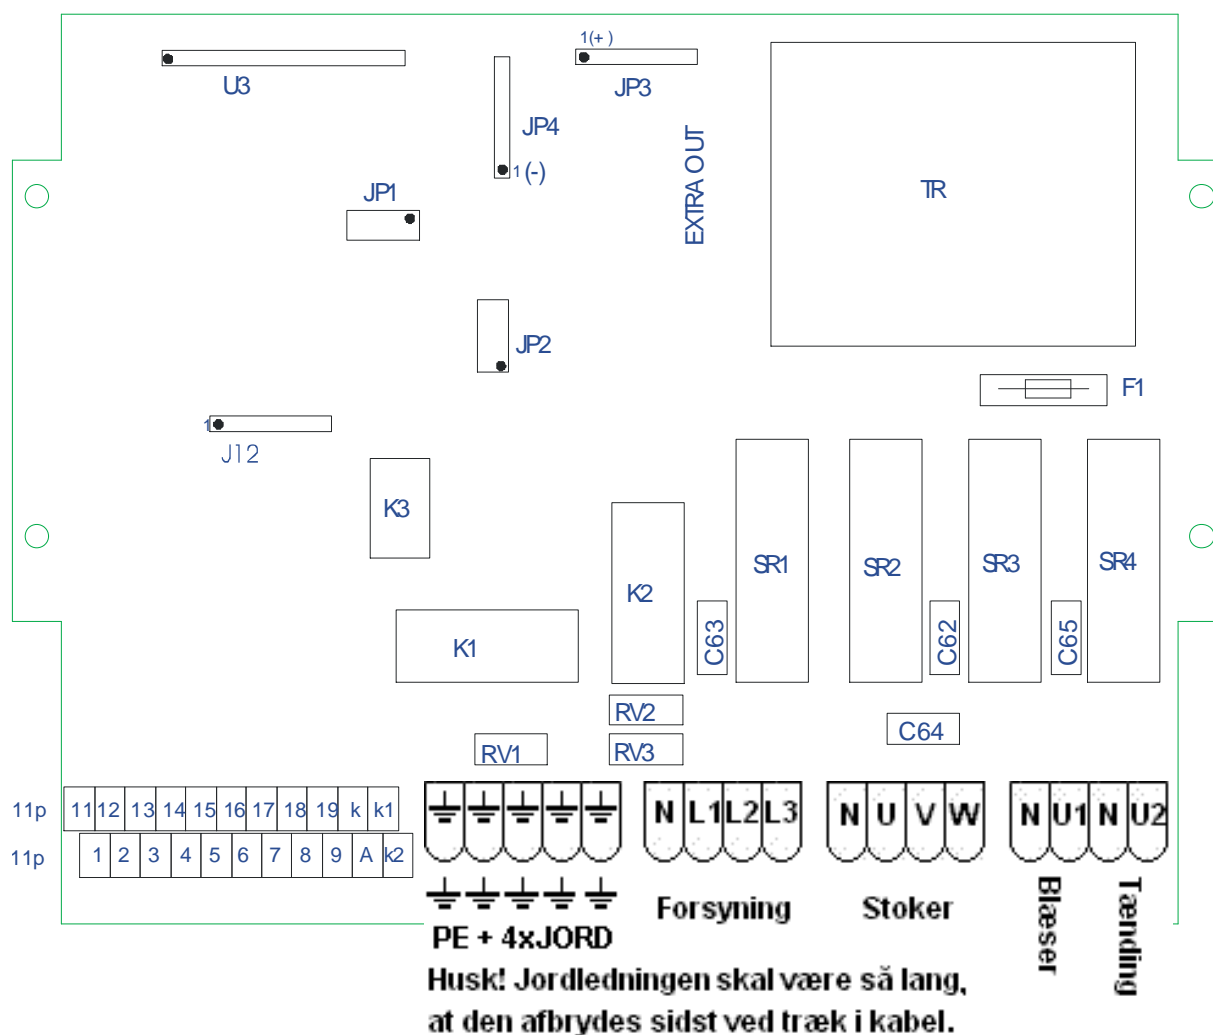 1(+)
U3
JP3
JP4
1 (-)
EXTRA OUT
TR
JP1
JP2
F1
1
J12
K3
K2
SR1
SR2
SR3
SR4
K1
C63
C62
C65
RV2
C64
RV1
RV3
11p 11 12 13 14 15 16 17 18 19 k k1
11p 1 2 3 4 5 6 7 8 9 A k2
N L1 L2 L3
N U V W
N U1 N U2
Forsyning
Stoker
Blæser
Tænding
PE + 4xJORD
Husk! Jordledningen skal være så lang,
at den afbrydes sidst ved træk i kabel.